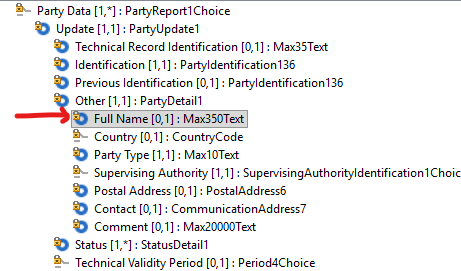 Party Data [1,*] : PartyReport1Choice
Update [1,1] : PartyUpdate1
Technical Record Identification [0,1] : Max35Text
Identification [1,1] : PartyIdentification136
Previous Identification [0,1] : PartyIdentification136
Other [1,1] : PartyDetail1
Full Name [0,1] : Max350Text
Country [0,1] : CountryCode
Party Type [1,1] : Max10Text
Supervising Authority [1,1] : SupervisingAuthorityIdentification1Choic
Postal Address [0,1] : PostalAddress6
Contact [0,1] : CommunicationAddress7
Comment [0,1] : Max20000Text
Status [1,*] : StatusDetail1
Technical Validity Period [0,1] : Period4Choice